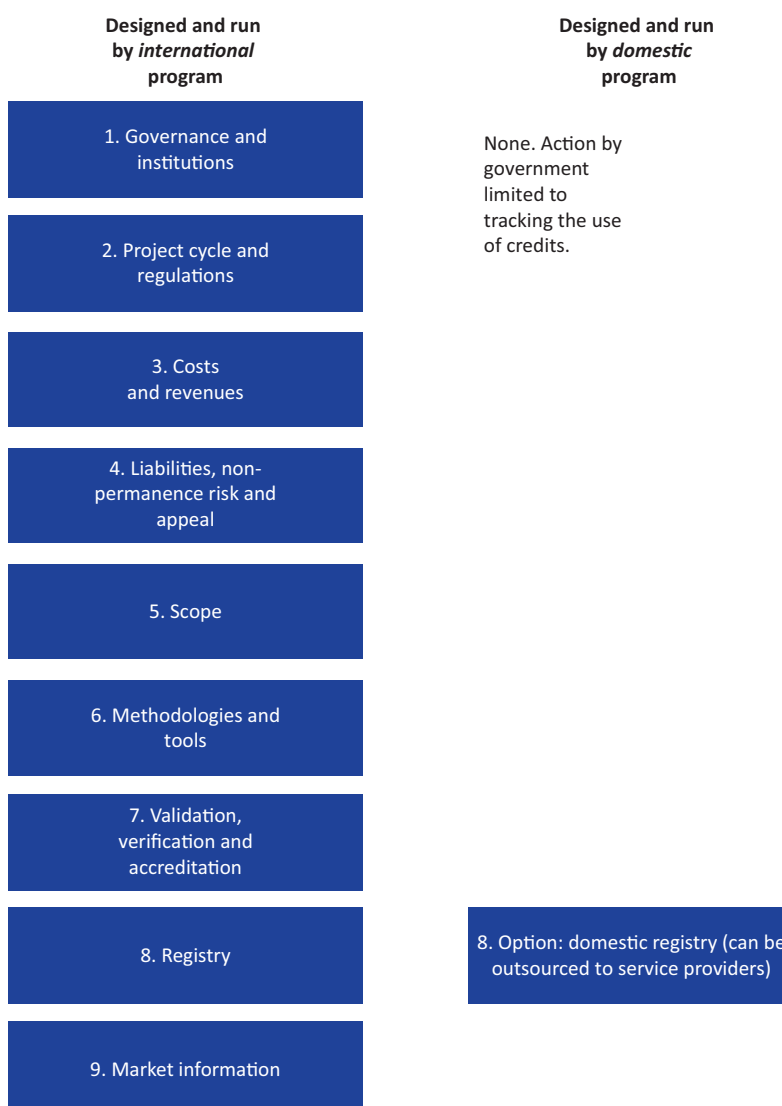 Designed and run
by international
program
Designed and run
by domestic
program
1. Governance and
institutions
None. Action by
government
limited to
tracking the use
of credits.
2. Project cycle and
regulations
3. Costs
and revenues
4. Liabilities, non-
permanence risk and
appeal
5. Scope
6. Methodologies and
tools
7. Validation,
verification and
accreditation
8. Registry
8. Option: domestic registry (can be
outsourced to service providers)
9. Market information